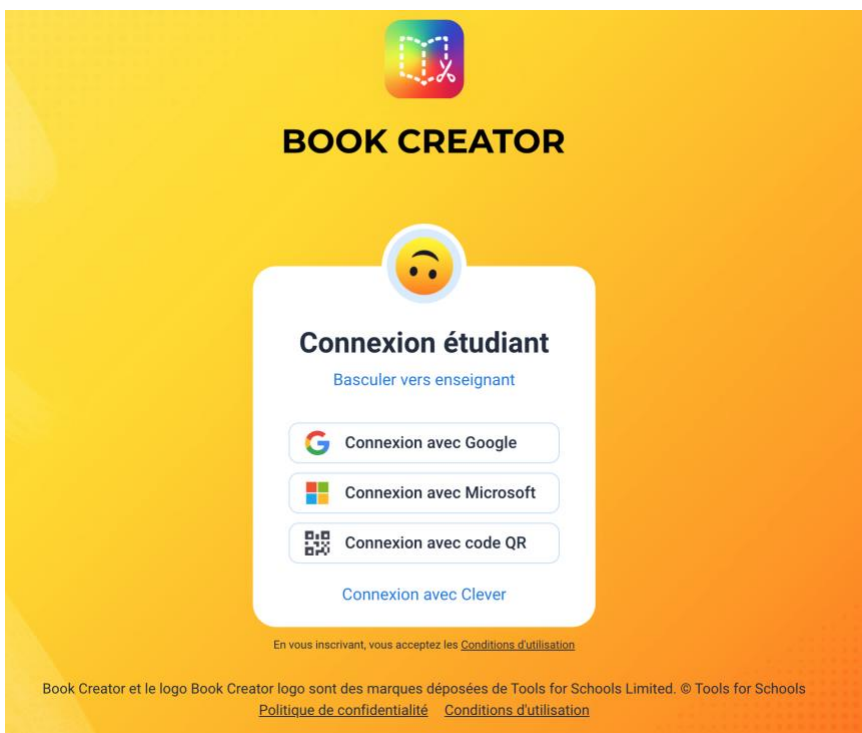 BOOK CREATOR
Connexion étudiant
Basculer vers enseignant
Connexion avec Google
Connexion avec Microsoft
Connexion avec code QR
Connexion avec Clever
En vous inscrivant, vous acceptez les Conditions d'utilisation
Book Creator et le logo Book Creator logo sont des marques déposées de Tools for Schools Limited. © Tools for Schools
Politique de confidentialité Conditions d'utilisation